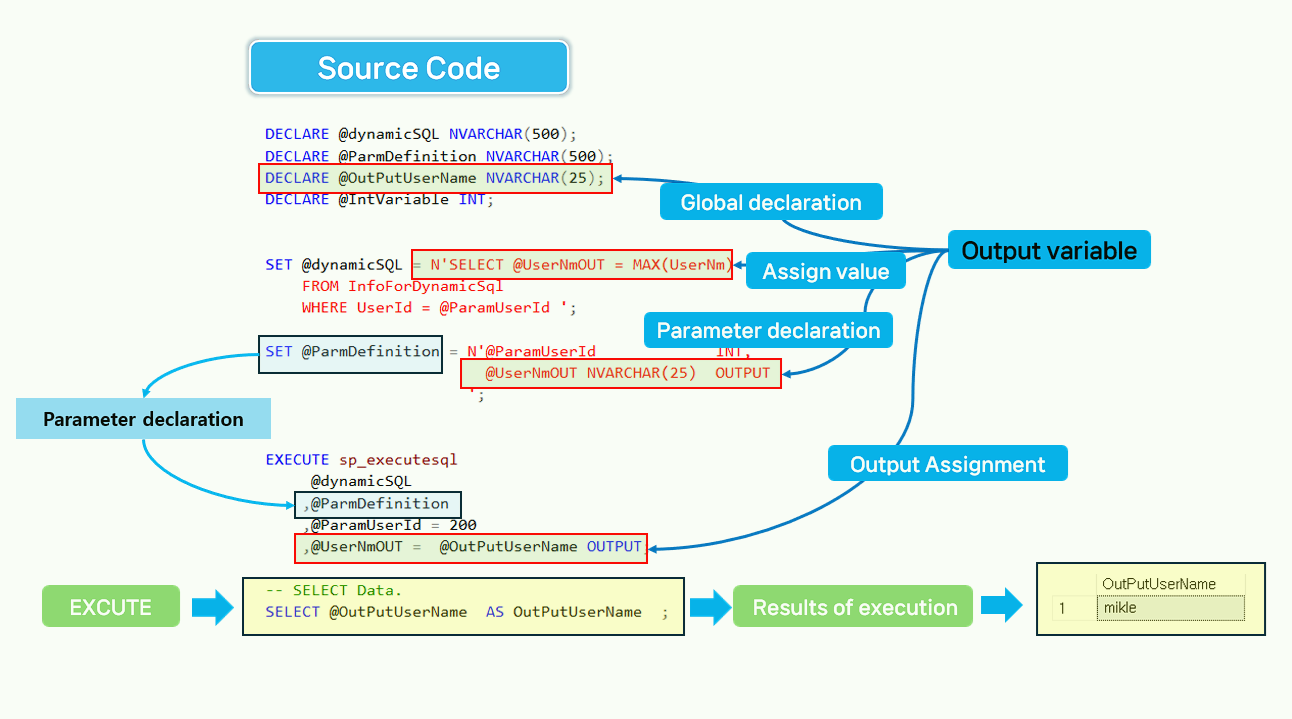 Source Code
DECLARE @dynamicSQL NVARCHAR(500);
DECLARE @ParmDefinition NVARCHAR(500);
DECLARE @OutPutUserName NVARCHAR(25);
DECLARE @IntVariable INT;
Global declaration
Output variable
SET @dynamicSQL = N'SELECT @UserNmOUT = MAX(UserNm)
Assign value
FROM InfoForDynamicSql
WHERE UserId = @ParamUserId ';
Parameter declaration
SET @ParmDefinition = N'@ParamUserId INT,
@UserNmOUT NVARCHAR(25) OUTPUT
';
Parameter declaration
EXECUTE sp_executesql
Output Assignment
@dynamicSQL
,@ParmDefinition
,@ParamUserId = 200
,@UserNmOUT = @OutPutUserName OUTPUT
EXCUTE
-- SELECT Data.
SELECT @OutPutUserName AS OutPutUserName ;
Results of execution
OutPutUserName
1 mikle